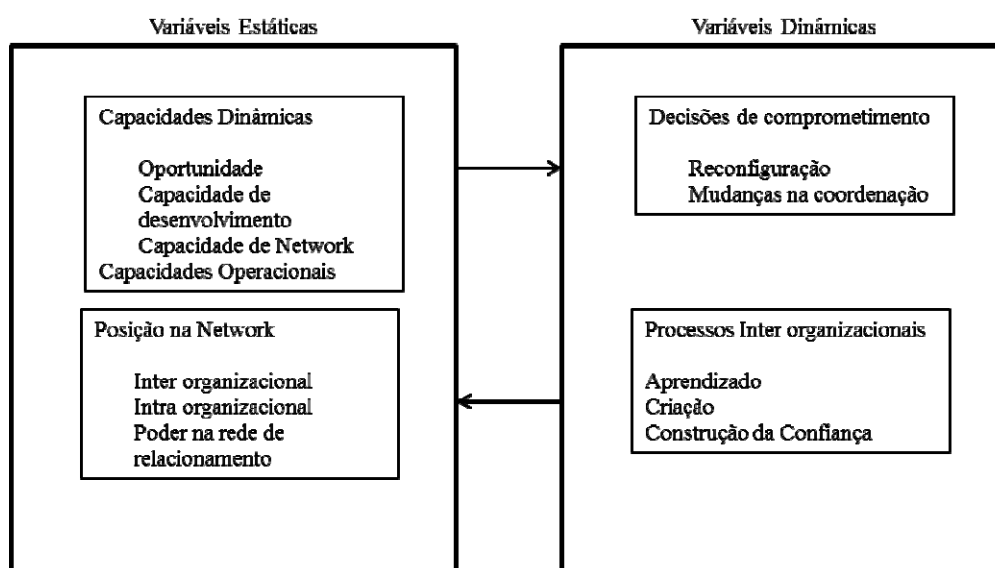 Variáveis Estáticas
Capacidades Dinâmicas
Oportunidade
Capacidade de
desenvolvimento
Capacidade de Network
Capacidades Operacionais
Posição na Network
Inter organizacional
Intra organizacional
Poder na rede de
relacionamento
Variáveis Dinâmicas
Decisões de comprometimento
Reconfiguração
Mudanças na coordenação
Processos Inter organizacionais
Aprendizado
Criação
Construção da Confiança